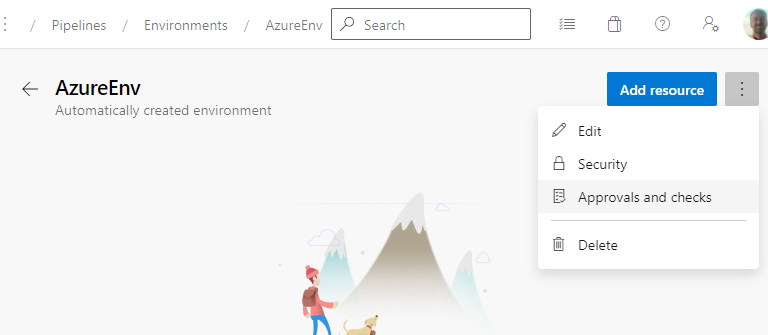 / Pipelines / Environments / AzureEnv Search
AzureEnv
Automatically created environment
Add resource
Edit
Security
Approvals and checks
Delete